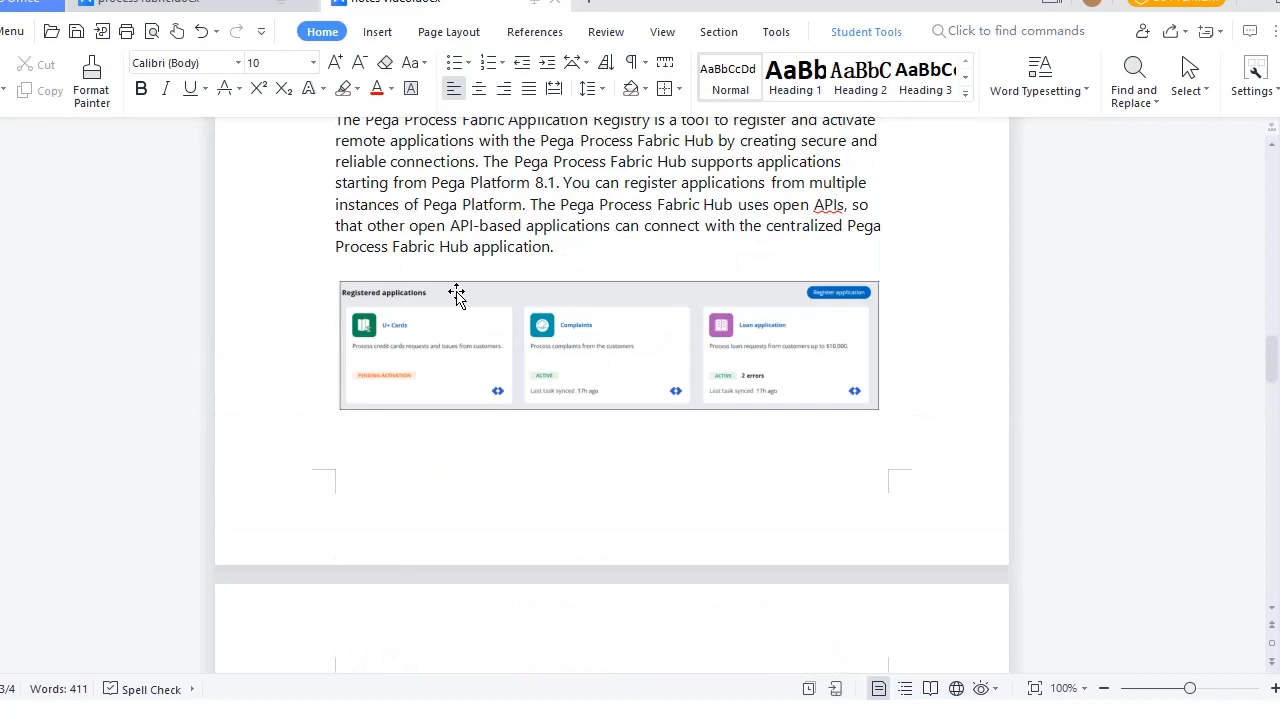 process fabric.docx
notes video.docx
Menu
Home Insert Page Layout References Review View Section Tools Student Tools Click to find commands
Cut
Copy
Format Painter
Calibri (Body) 10
AaBbCcDd Normal
AaBb Heading 1
AaBbC Heading 2
AaBbC Heading 3
Word Typesetting
Find and Replace
Select
Settings
The Pega Process Fabric Application Registry is a tool to register and activate
remote applications with the Pega Process Fabric Hub by creating secure and
reliable connections. The Pega Process Fabric Hub supports applications
starting from Pega Platform 8.1. You can register applications from multiple
instances of Pega Platform. The Pega Process Fabric Hub uses open APIs, so
that other open API-based applications can connect with the centralized Pega
Process Fabric Hub application.
Registered applications Register application
U+ Cards
Process credit cards requests and issues from customers.
PENDING-ACTIVATION
Complaints
Process complaints from the customers
ACTIVE
Last task synced 17h ago
Loan application
Process loan requests from customers up to $10,000.
ACTIVE 2 errors
Last task synced 17h ago
3/4 Words: 411 Spell Check 100%